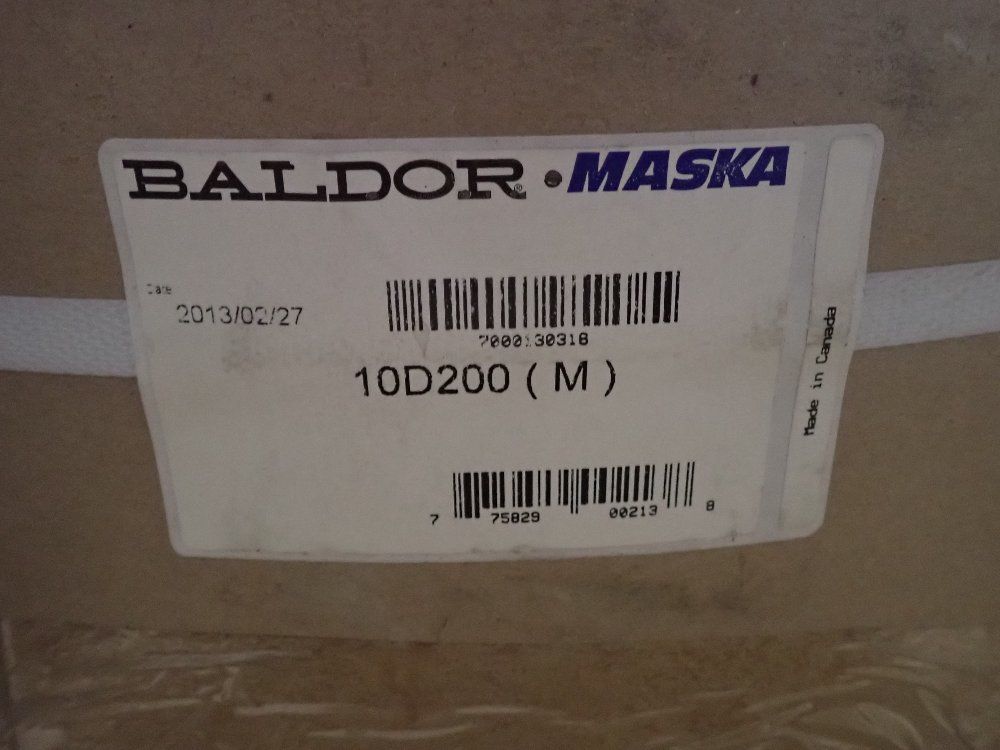 BALDOR® • MASKA
Date
2013/02/27
7000130318
10D200 ( M )
7 75829 00213 8
Made in Canada